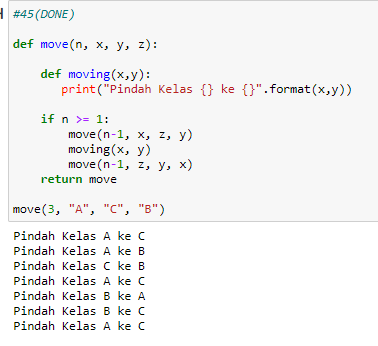 #45(DONE)
def move(n, x, y, z):
    def moving(x,y):
       print("Pindah Kelas {} ke {}".format(x,y))
    if n >= 1:
        move(n-1, x, z, y)
        moving(x, y)
        move(n-1, z, y, x)
    return move
move(3, "A", "C", "B")
Pindah Kelas A ke C
Pindah Kelas A ke B
Pindah Kelas C ke B
Pindah Kelas A ke C
Pindah Kelas B ke A
Pindah Kelas B ke C
Pindah Kelas A ke C